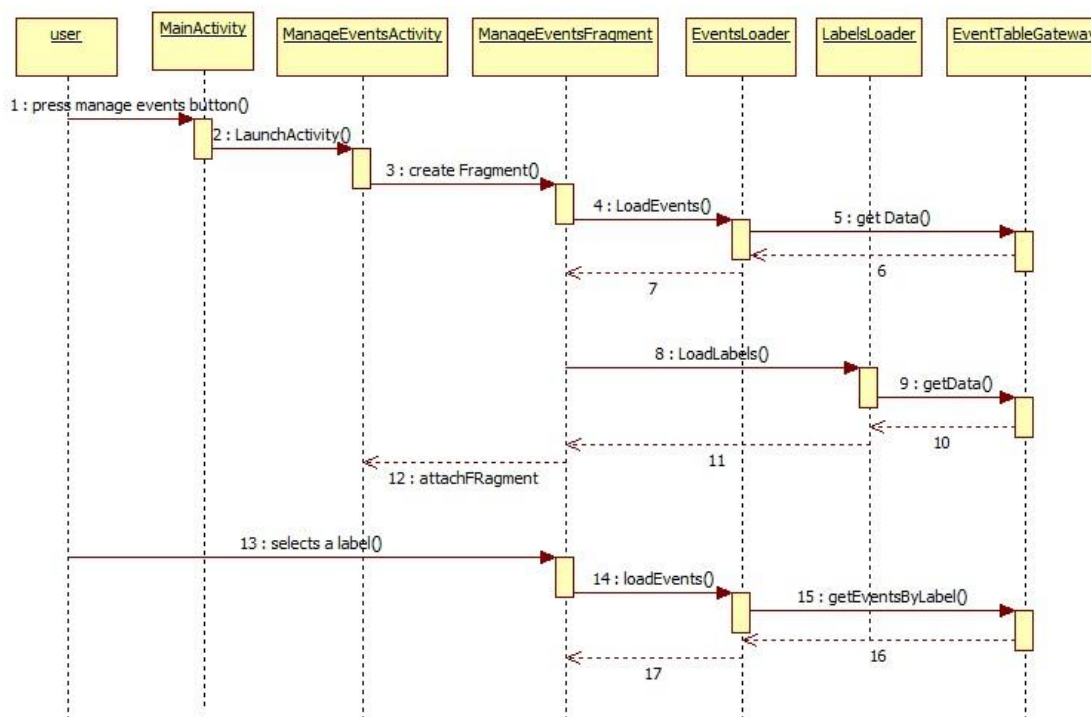 user
MainActivity
ManageEventsActivity
ManageEventsFragment
EventsLoader
LabelsLoader
EventTableGateway
1 : press manage events button()
2 : LaunchActivity()
3 : create Fragment()
4 : LoadEvents()
5 : get Data()
6
7
8 : LoadLabels()
9 : getData()
10
11
12 : attachFRagment
13 : selects a label()
14 : loadEvents()
15 : getEventsByLabel()
16
17